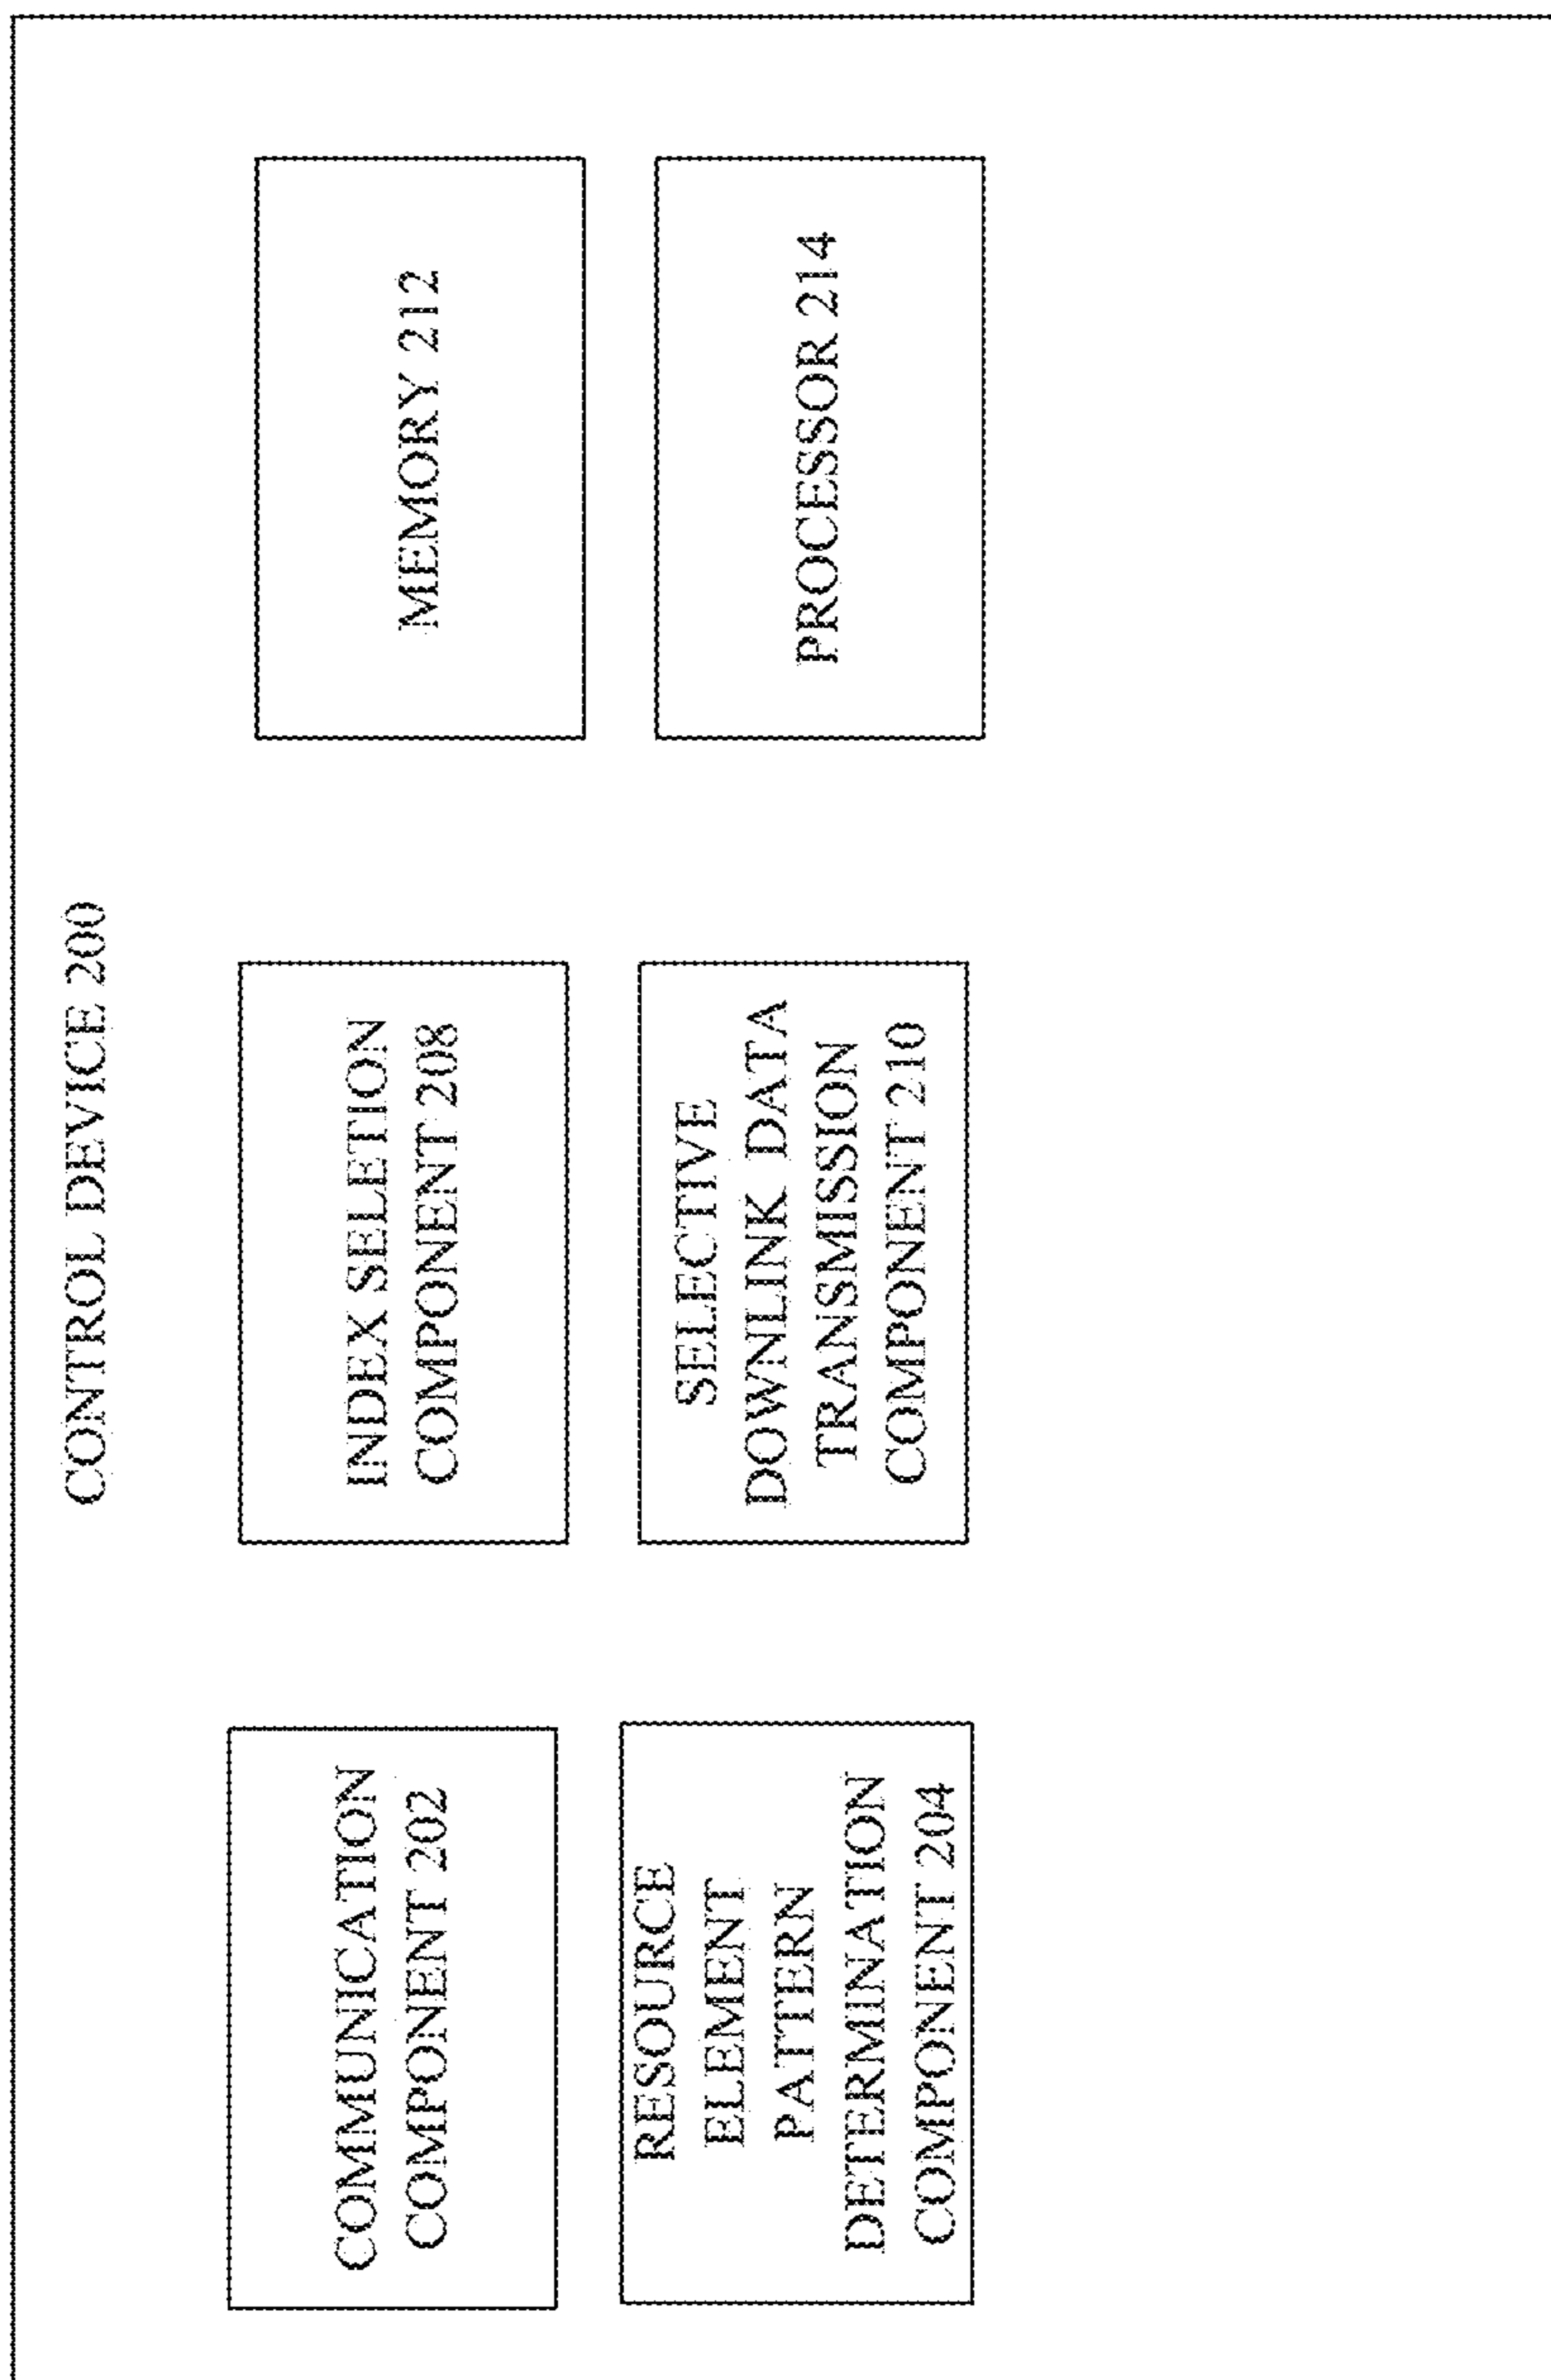 CONTROL DEVICE 200
COMMUNICATION
COMPONENT 202
INDEX SELETION
COMPONENT 208
MEMORY 212
RESOURCE
ELEMENT
PATTERN
DETERMINATION
COMPONENT 204
SELECTIVE
DOWNLINK DATA
TRANSMISSION
COMPONENT 210
PROCESSOR 214